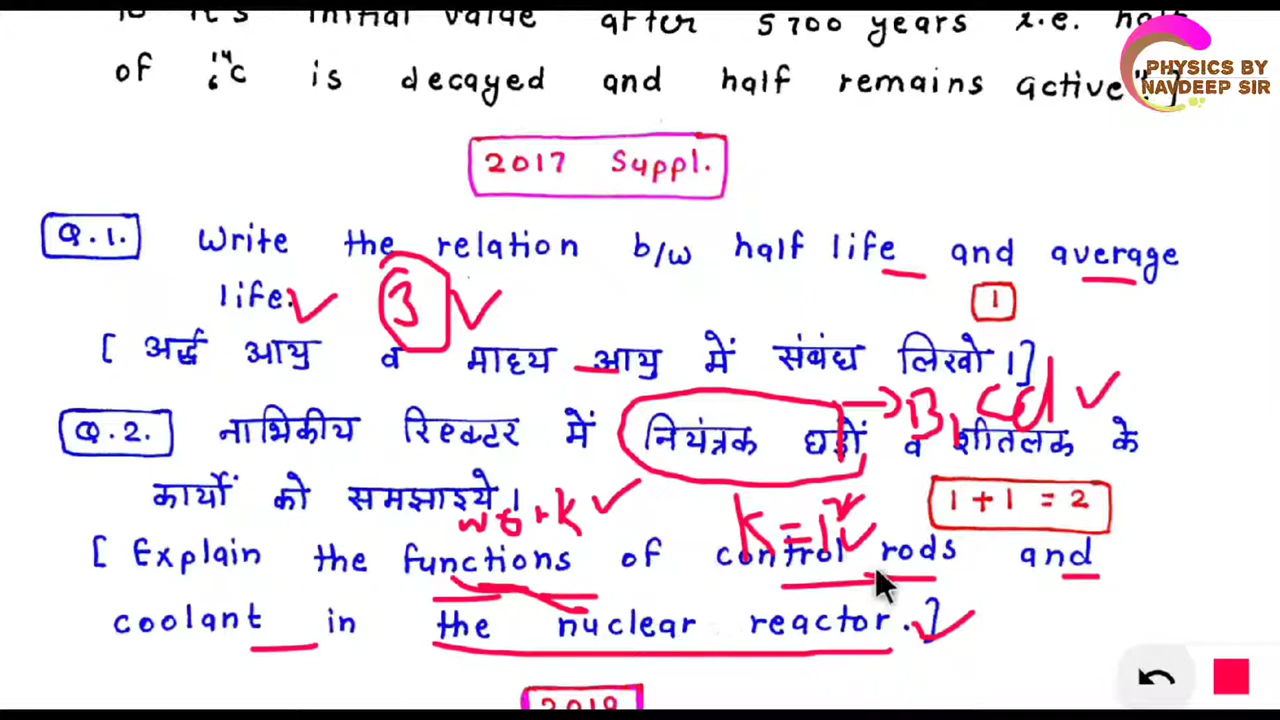 it's initial value after 5700 years i.e. half
of ¹⁴₆C is decayed and half remains active".]
PHYSICS BY
NAVDEEP SIR
2017 Suppl.
Q.1. Write the relation b/w half life and average
life.
3
1
[ अर्द्ध आयु व माध्य आयु में संबंध लिखो ।]
B, Cd
Q.2. नाभिकीय रिएक्टर में नियंत्रक छड़ों व शीतलक के
कार्यों को समझाइये ।
work
K=1
1+1 = 2
[ Explain the functions of control rods and
coolant in the nuclear reactor.]